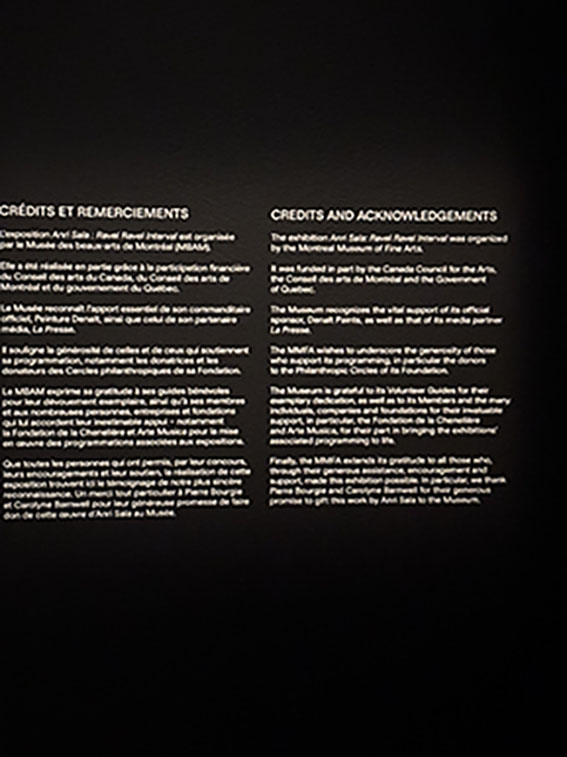 CRÉDITS ET REMERCIEMENTS
L'exposition Anri Sala : Ravel Ravel Interval est organisée
par le Musée des beaux-arts de Montréal (MBAM).
Elle a été réalisée en partie grâce à la participation financière
du Conseil des arts du Canada, du Conseil des arts de
Montréal et du gouvernement du Québec.
Le Musée reconnaît l'apport essentiel de son commanditaire
officiel, Peinture Denalt, ainsi que celui de son partenaire
média, La Presse.
Il souligne la générosité de celles et de ceux qui soutiennent
sa programmation, notamment les donatrices et les
donateurs des Cercles philanthropiques de sa Fondation.
Le MBAM exprime sa gratitude à ses guides bénévoles
pour leur dévouement exemplaire, ainsi qu'à ses membres
et aux nombreuses personnes, entreprises et fondations
qui lui accordent leur inestimable appui – notamment,
la Fondation de la Chenelière et Arte Musica pour la mise
en œuvre des programmations associées aux expositions.
Que toutes les personnes qui ont permis, par leur concours,
leurs encouragements et leur soutien, la réalisation de cette
exposition trouvent ici le témoignage de notre plus sincère
reconnaissance. Un merci tout particulier à Pierre Bourgie
et Carolyne Barnwell pour leur généreuse promesse de faire
don de cette œuvre d'Anri Sala au Musée.
CREDITS AND ACKNOWLEDGEMENTS
The exhibition Anri Sala: Ravel Ravel Interval was organized
by the Montreal Museum of Fine Arts.
It was funded in part by the Canada Council for the Arts,
the Conseil des arts de Montréal and the Government
of Québec.
The Museum recognizes the vital support of its official
sponsor, Denalt Paints, as well as that of its media partner
La Presse.
The MMFA wishes to underscore the generosity of those
who support its programming, in particular the donors
to the Philanthropic Circles of its Foundation.
The Museum is grateful to its Volunteer Guides for their
exemplary dedication, as well as to its Members and the many
individuals, companies and foundations for their invaluable
support, in particular, the Fondation de la Chenelière
and Arte Musica, for their part in bringing the exhibitions'
associated programming to life.
Finally, the MMFA extends its gratitude to all those who,
through their generous assistance, encouragement and
support, made this exhibition possible. In particular, we thank
Pierre Bourgie and Carolyne Barnwell for their generous
promise to gift this work by Anri Sala to the Museum.